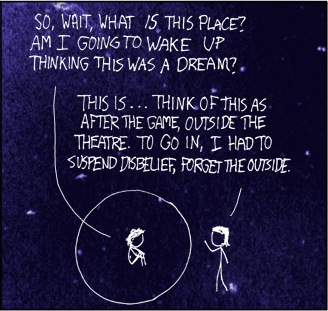 SO, WAIT, WHAT IS THIS PLACE?
AM I GOING TO WAKE UP
THINKING THIS WAS A DREAM?
THIS IS... THINK OF THIS AS
AFTER THE GAME, OUTSIDE THE
THEATRE. TO GO IN, I HAD TO
SUSPEND DISBELIEF, FORGET THE OUTSIDE.